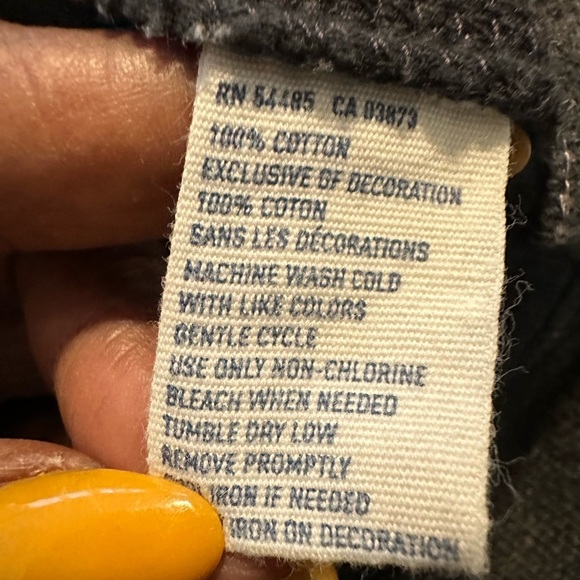 RN 54485 CA 03673
100% COTTON
EXCLUSIVE OF DECORATION
100% COTON
SANS LES DÉCORATIONS
MACHINE WASH COLD
WITH LIKE COLORS
GENTLE CYCLE
USE ONLY NON-CHLORINE
BLEACH WHEN NEEDED
TUMBLE DRY LOW
REMOVE PROMPTLY
IRON IF NEEDED
IRON ON DECORATION